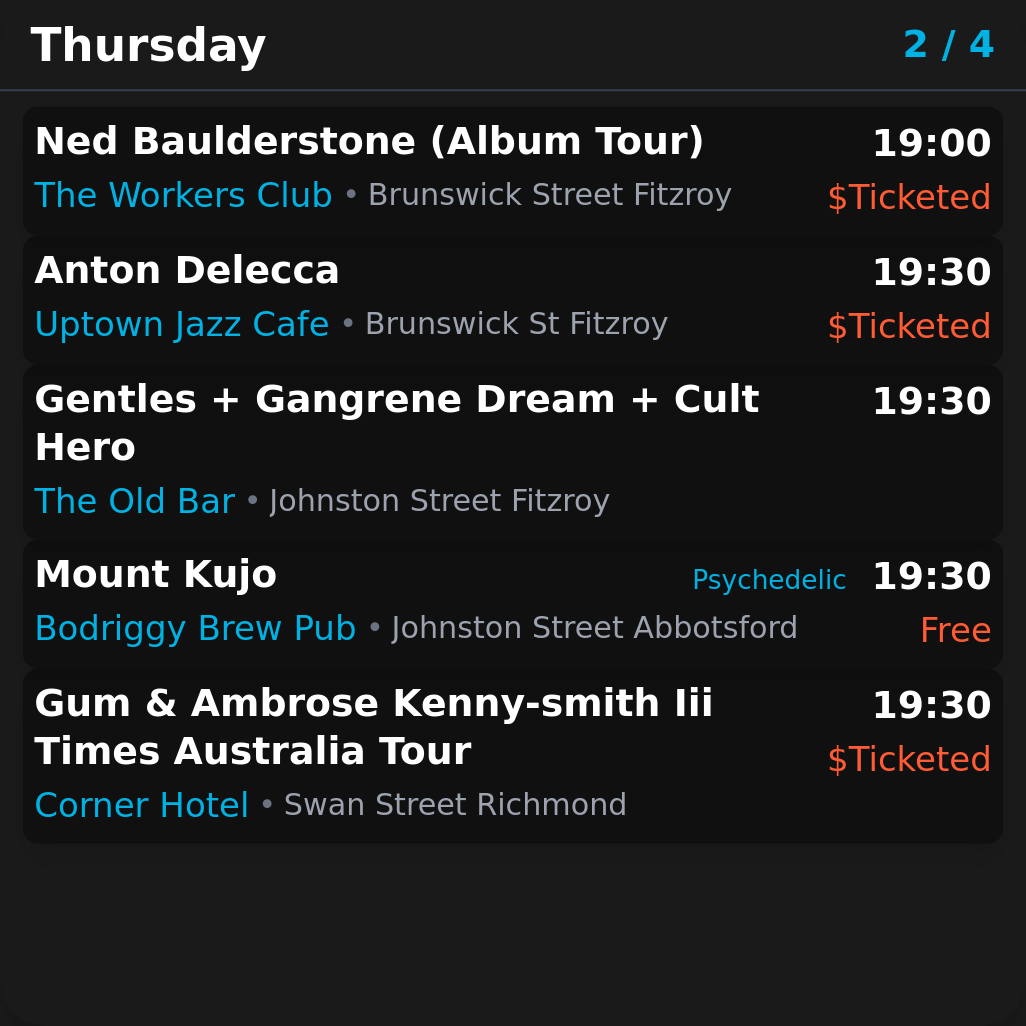 Thursday 2 / 4
Ned Baulderstone (Album Tour) 19:00
The Workers Club • Brunswick Street Fitzroy $Ticketed
Anton Delecca 19:30
Uptown Jazz Cafe • Brunswick St Fitzroy $Ticketed
Gentles + Gangrene Dream + Cult 19:30
Hero
The Old Bar • Johnston Street Fitzroy
Mount Kujo Psychedelic 19:30
Bodriggy Brew Pub • Johnston Street Abbotsford Free
Gum & Ambrose Kenny-smith Iii 19:30
Times Australia Tour $Ticketed
Corner Hotel • Swan Street Richmond